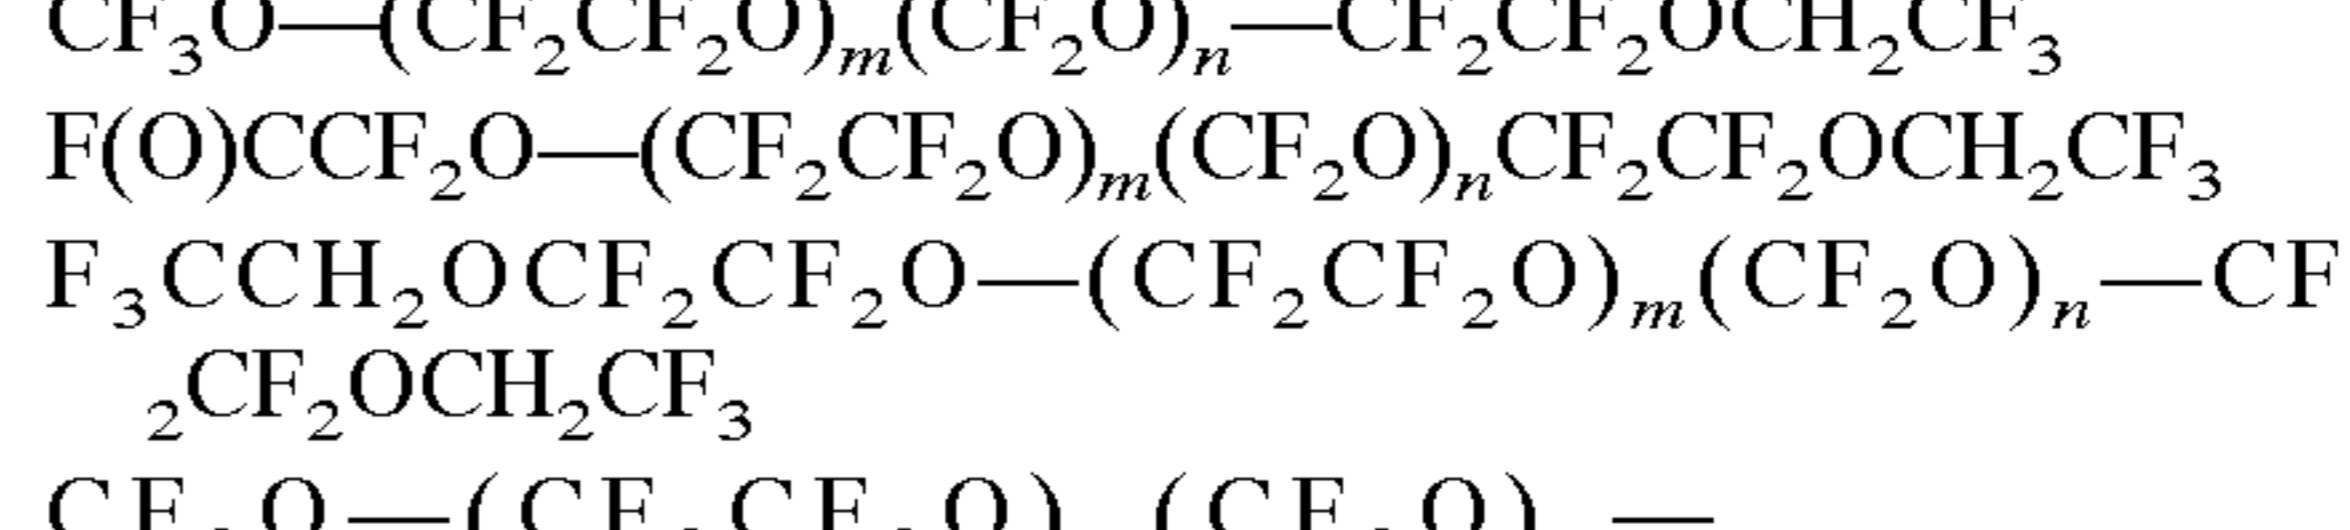 CF₃O—(CF₂CF₂O)ₘ(CF₂O)ₙ—CF₂CF₂OCH₂CF₃
F(O)CCF₂O—(CF₂CF₂O)ₘ(CF₂O)ₙCF₂CF₂OCH₂CF₃
F₃CCH₂OCF₂CF₂O—(CF₂CF₂O)ₘ(CF₂O)ₙ—CF
₂CF₂OCH₂CF₃